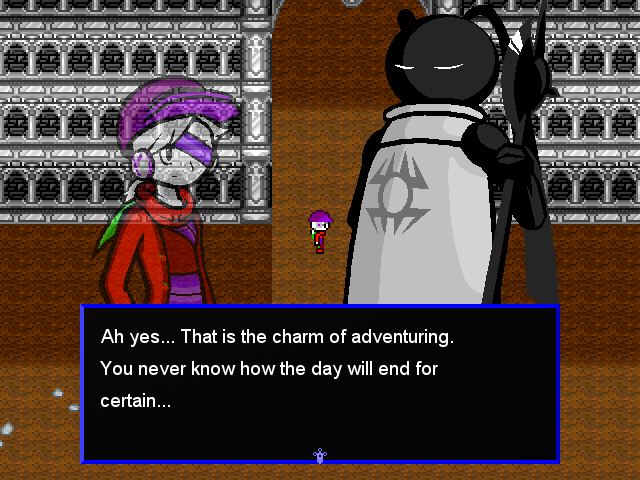 Ah yes... That is the charm of adventuring.
You never know how the day will end for
certain...